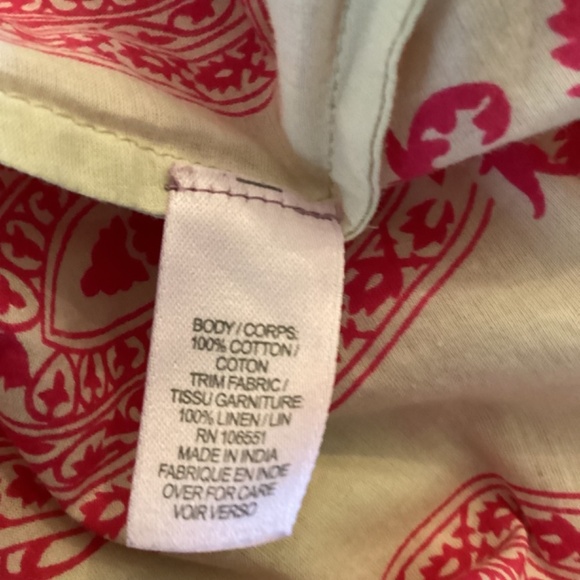 BODY / CORPS:
100% COTTON /
COTON
TRIM FABRIC /
TISSU GARNITURE:
100% LINEN / LIN
RN 106551
MADE IN INDIA
FABRIQUE EN INDE
OVER FOR CARE
VOIR VERSO